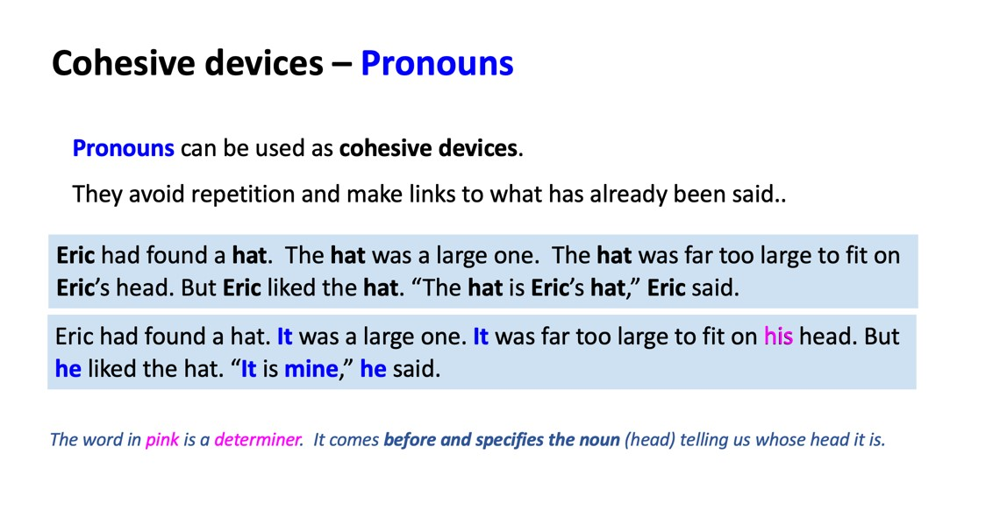 Cohesive devices – Pronouns
Pronouns can be used as cohesive devices.
They avoid repetition and make links to what has already been said..
Eric had found a hat.  The hat was a large one.  The hat was far too large to fit on
Eric’s head. But Eric liked the hat. “The hat is Eric’s hat,” Eric said.
Eric had found a hat. It was a large one. It was far too large to fit on his head. But
he liked the hat. “It is mine,” he said.
The word in pink is a determiner.  It comes before and specifies the noun (head) telling us whose head it is.